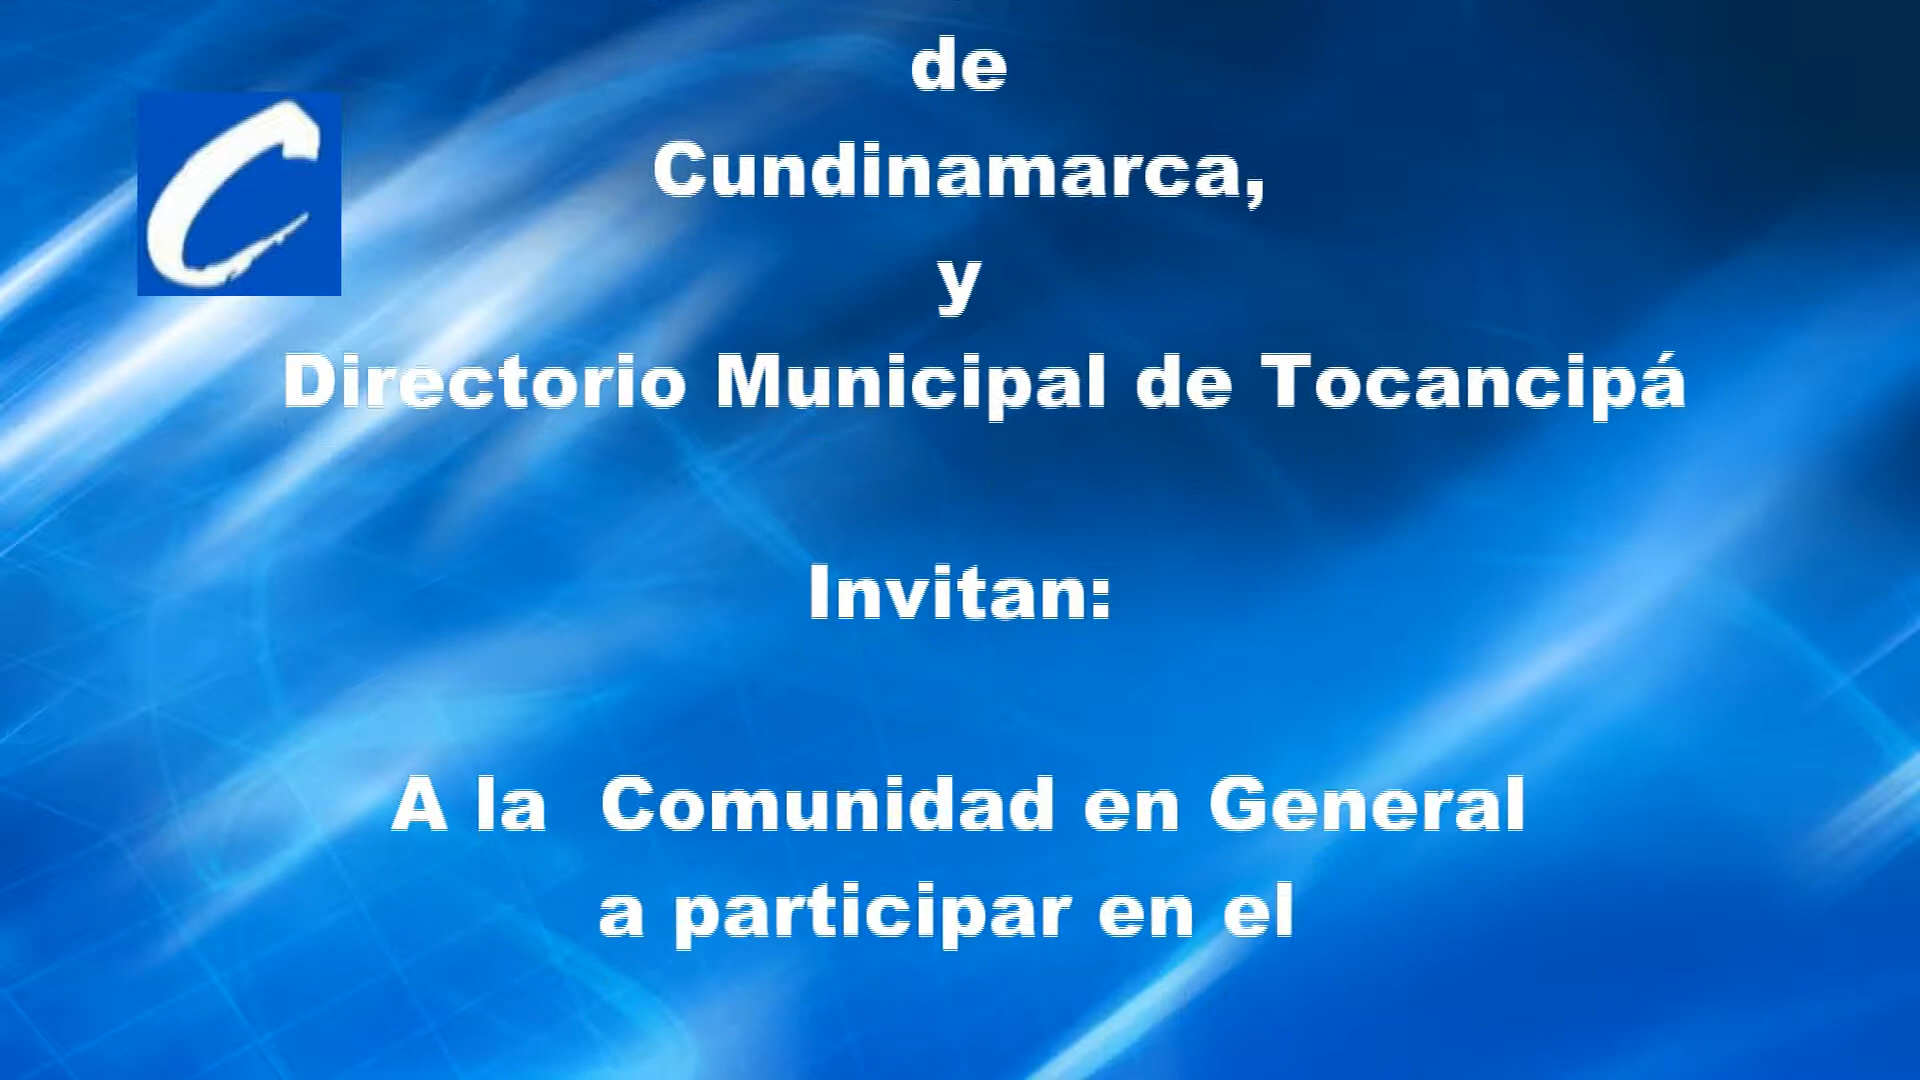 de
C
Cundinamarca,
y
Directorio Municipal de Tocancipá
Invitan:
A la  Comunidad en General
a participar en el